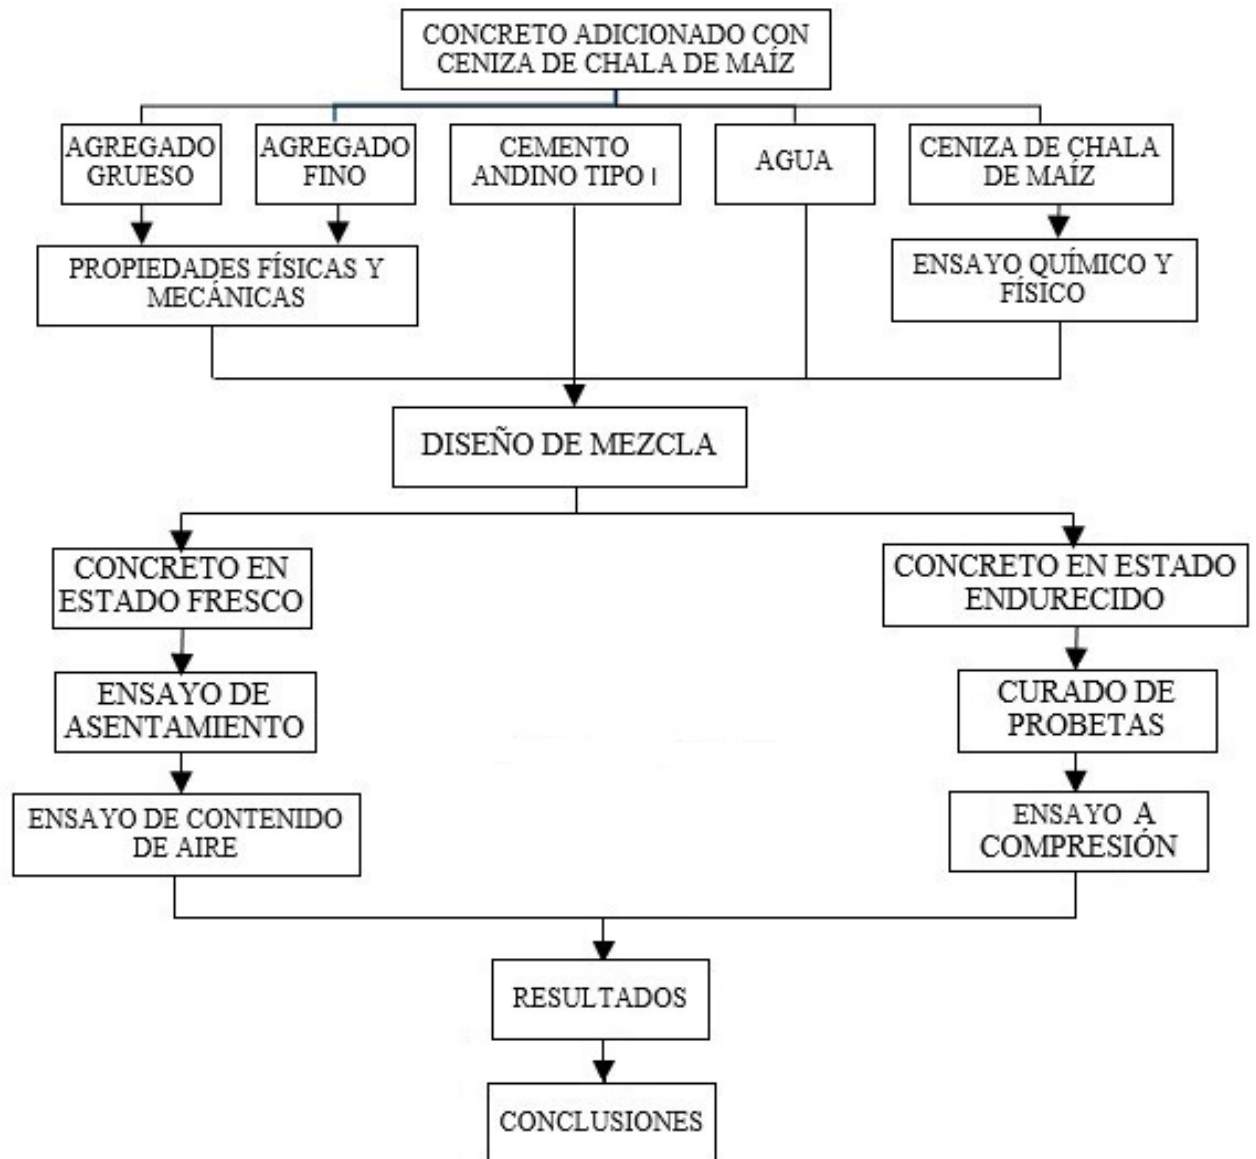 CONCRETO ADICIONADO CON
CENIZA DE CHALA DE MAÍZ
AGREGADO
GRUESO
AGREGADO
FINO
CEMENTO
ANDINO TIPO I
AGUA
CENIZA DE CHALA
DE MAÍZ
PROPIEDADES FÍSICAS Y
MECÁNICAS
ENSAYO QUÍMICO Y
FÍSICO
DISEÑO DE MEZCLA
CONCRETO EN
ESTADO FRESCO
CONCRETO EN ESTADO
ENDURECIDO
ENSAYO DE
ASENTAMIENTO
CURADO DE
PROBETAS
ENSAYO DE CONTENIDO
DE AIRE
ENSAYO A
COMPRESIÓN
RESULTADOS
CONCLUSIONES